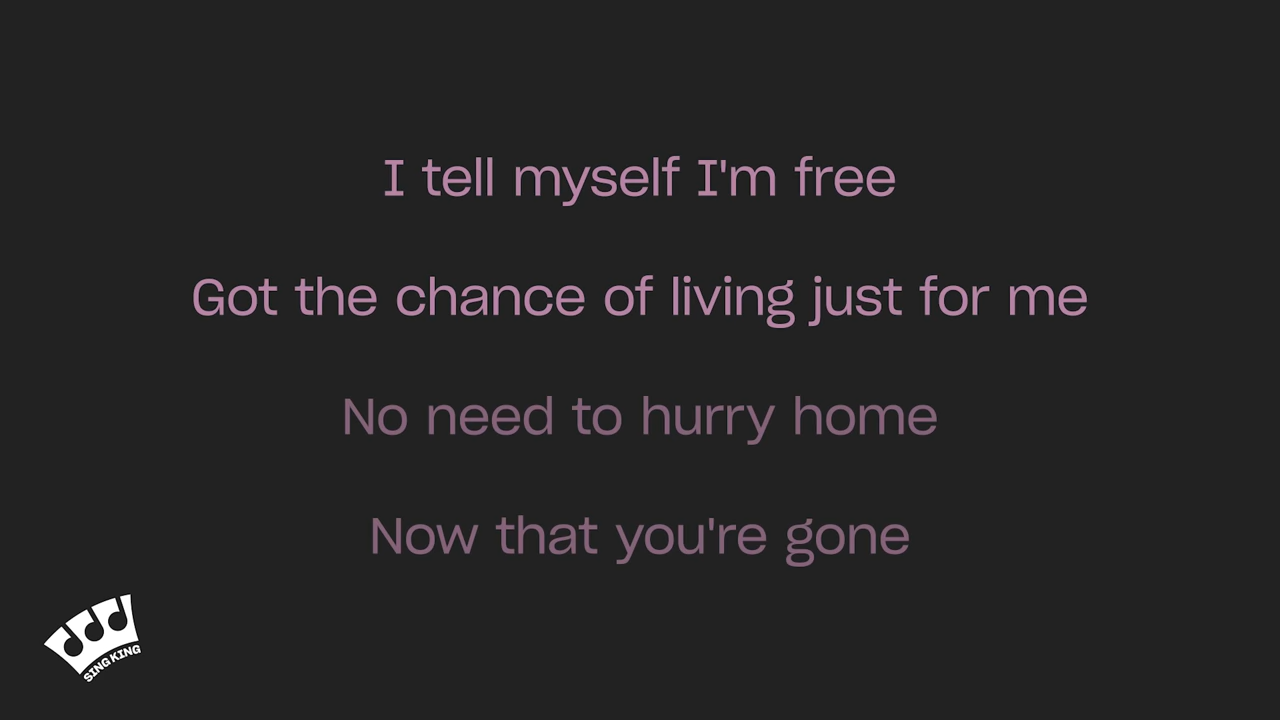 I tell myself I'm free
Got the chance of living just for me
No need to hurry home
Now that you're gone
SING KING